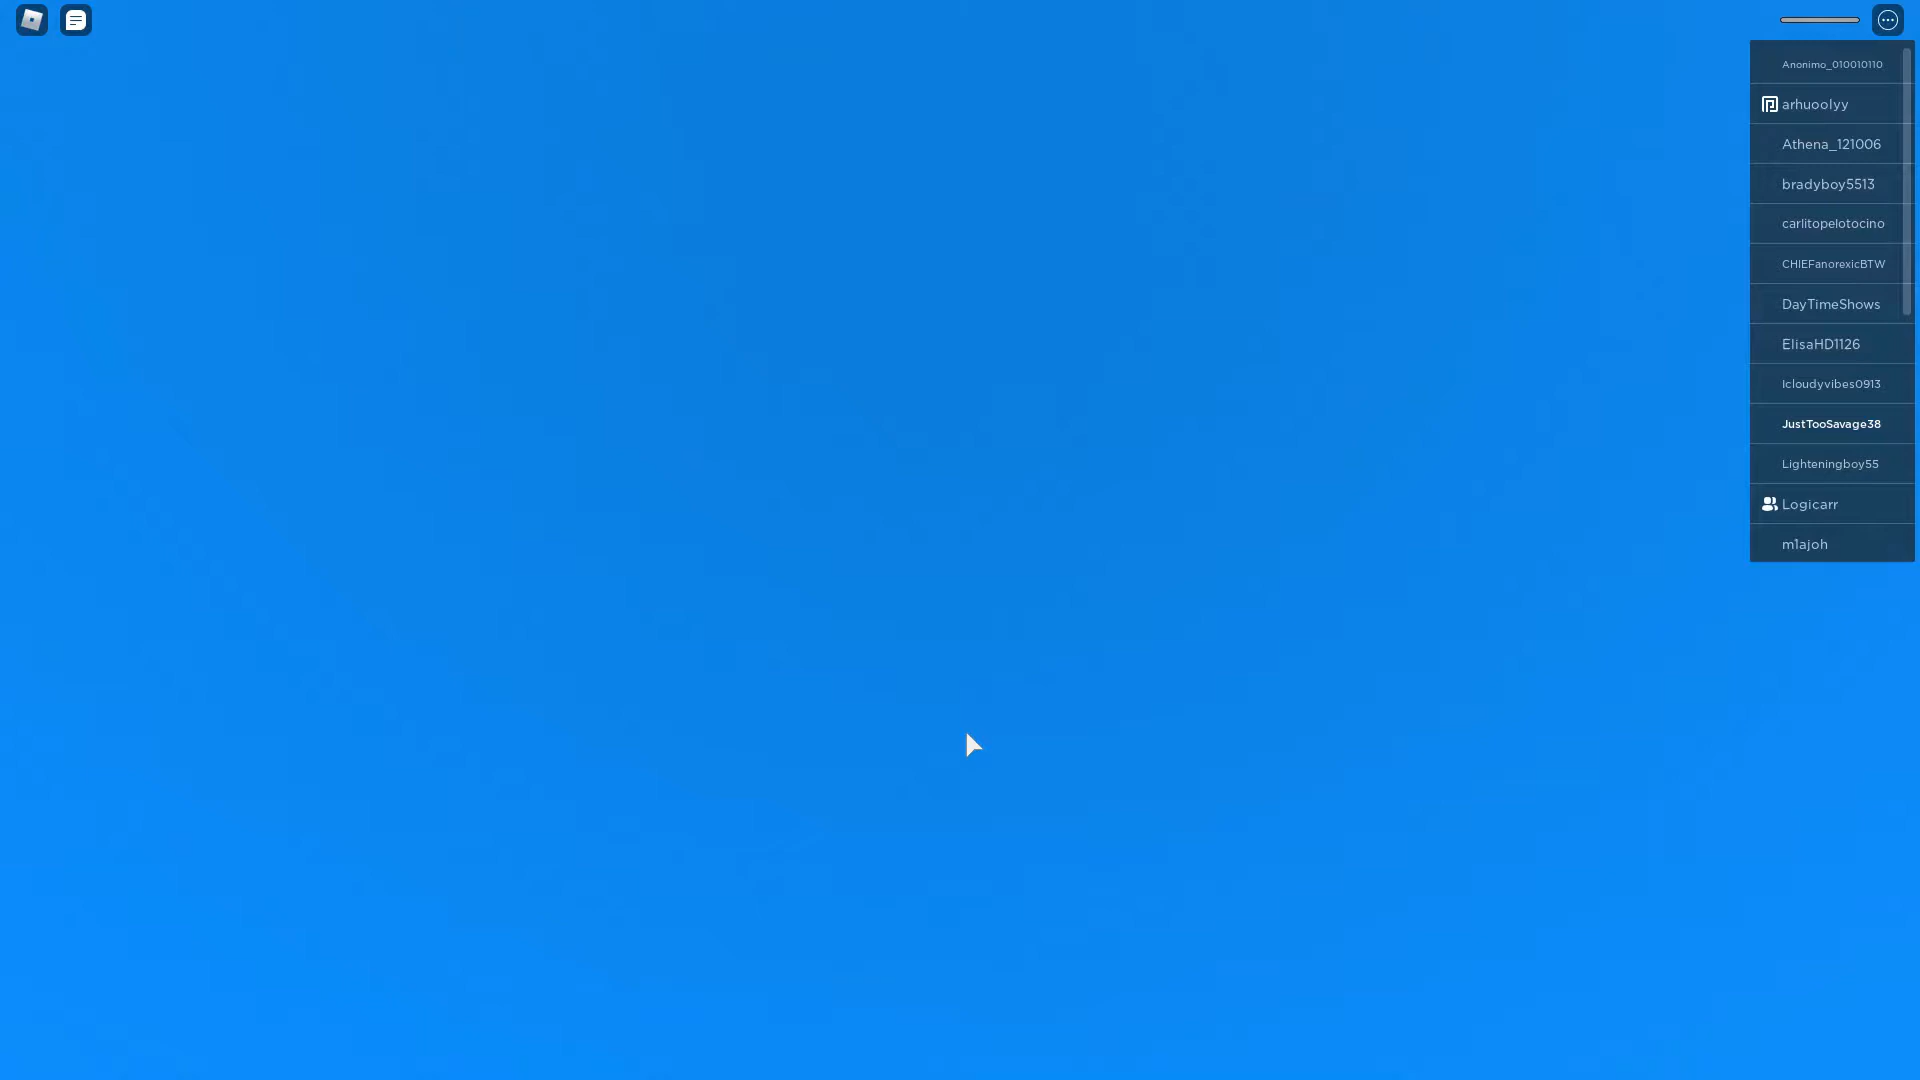 Anonimo_010010110
arhuoolyy
Athena_121006
bradyboy5513
carlitopelotocino
CHIEFanorexicBTW
DayTimeShows
ElisaHD1126
Icloudyvibes0913
JustTooSavage38
Lighteningboy55
Logicarr
m1ajoh